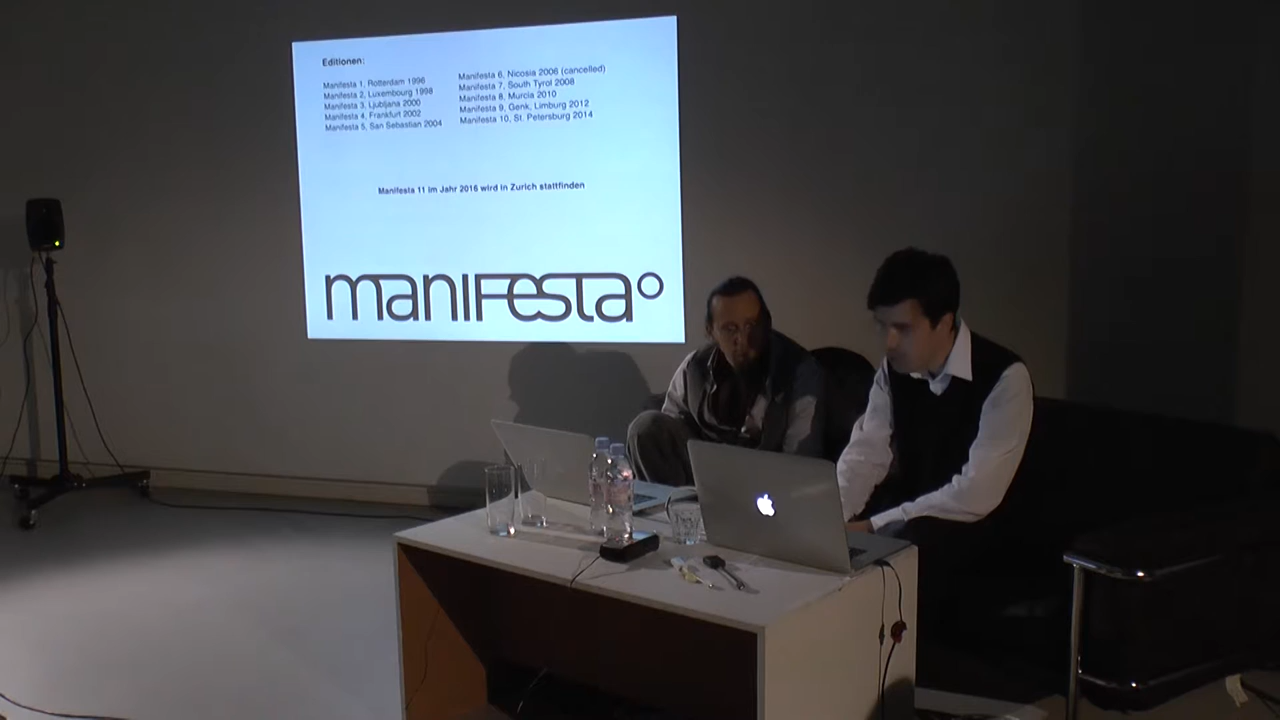 Editionen:
Manifesta 1, Rotterdam 1996
Manifesta 2, Luxembourg 1998
Manifesta 3, Ljubljana 2000
Manifesta 4, Frankfurt 2002
Manifesta 5, San Sebastian 2004
Manifesta 6, Nicosia 2006 (cancelled)
Manifesta 7, South Tyrol 2008
Manifesta 8, Murcia 2010
Manifesta 9, Genk, Limburg 2012
Manifesta 10, St. Petersburg 2014
Manifesta 11 im Jahr 2016 wird in Zurich stattfinden
manIFesta°